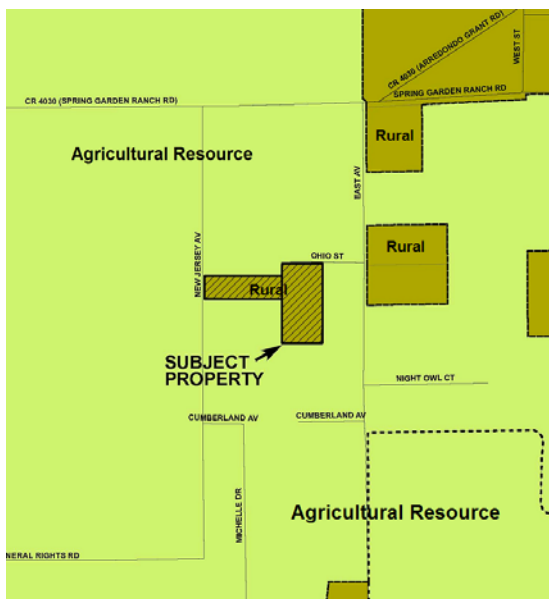 CR 4030 (ARREDONDO GRANT RD)
WEST ST
SPRING GARDEN RANCH RD
CR 4030 (SPRING GARDEN RANCH RD)
Rural
Agricultural Resource
EAST AV
NEW JERSEY AV
Rural
OHIO ST
Rural
SUBJECT
PROPERTY
NIGHT OWL CT
CUMBERLAND AV
CUMBERLAND AV
MICHELLE DR
Agricultural Resource
NERAL RIGHTS RD